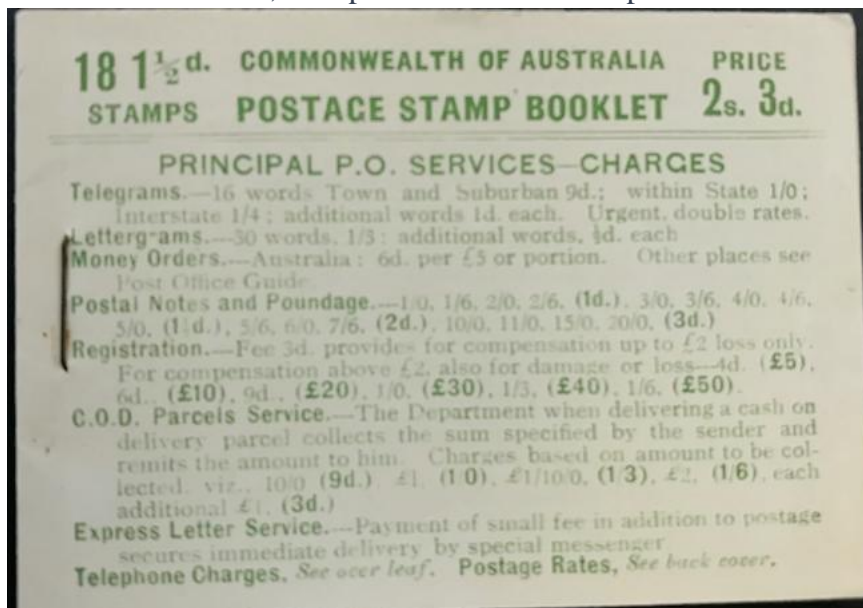 18 1½d. COMMONWEALTH OF AUSTRALIA PRICE
STAMPS POSTAGE STAMP BOOKLET 2s. 3d.
PRINCIPAL P.O. SERVICES—CHARGES
Telegrams.—16 words Town and Suburban 9d.; within State 1/0;
Interstate 1/4; additional words 1d. each. Urgent, double rates.
Letterg-ams.—30 words, 1/3: additional words, ½d. each
Money Orders.—Australia: 6d. per £5 or portion. Other places see
Post Office Guide.
Postal Notes and Poundage.—1/0, 1/6, 2/0, 2/6, (1d.), 3/0, 3/6, 4/0, 4/6,
5/0, (1½d.), 5/6, 6/0, 7/6, (2d.), 10/0, 11/0, 15/0, 20/0, (3d.)
Registration.—Fee 3d. provides for compensation up to £2 loss only.
For compensation above £2, also for damage or loss—4d. (£5),
6d., (£10), 9d., (£20), 1/0, (£30), 1/3, (£40), 1/6, (£50).
C.O.D. Parcels Service.—The Department when delivering a cash on
delivery parcel collects the sum specified by the sender and
remits the amount to him. Charges based on amount to be col-
lected, viz., 10/0 (9d.) £1, (1 0), £1/10/0, (1/3), £2, (1/6), each
additional £1, (3d.)
Express Letter Service.—Payment of small fee in addition to postage
secures immediate delivery by special messenger
Telephone Charges, See over leaf. Postage Rates, See back cover.